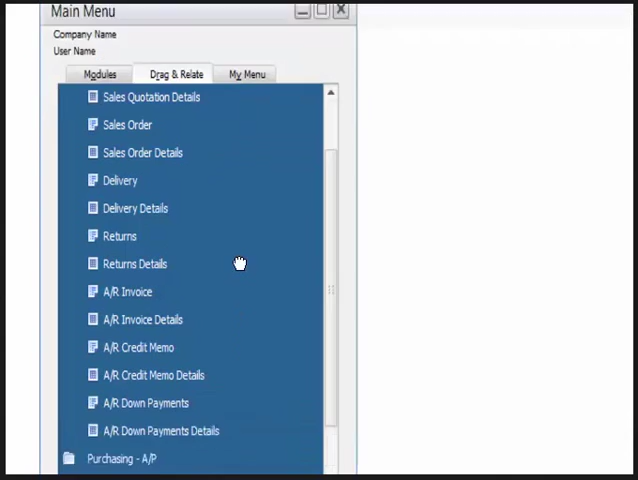 Main Menu
Company Name
User Name
Modules Drag & Relate My Menu
Sales Quotation Details
Sales Order
Sales Order Details
Delivery
Delivery Details
Returns
Returns Details
A/R Invoice
A/R Invoice Details
A/R Credit Memo
A/R Credit Memo Details
A/R Down Payments
A/R Down Payments Details
Purchasing - A/P